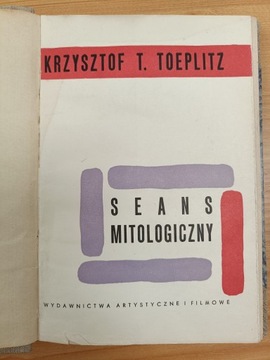 KRZYSZTOF T. TOEPLITZ
SEANS
MITOLOGICZNY
WYDAWNICTWA ARTYSTYCZNE I FILMOWE